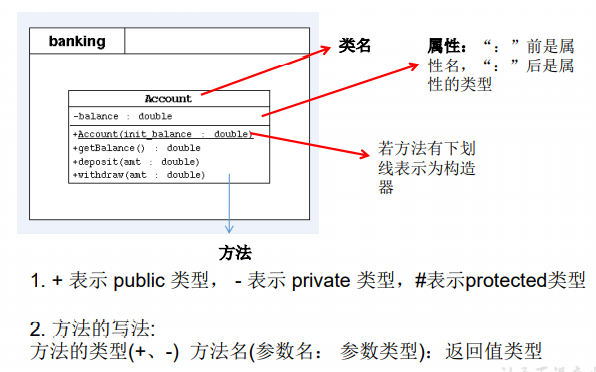 banking
类名
属性：“：”前是属
性名，“：”后是属
性的类型
Account
-balance : double
+Account(init_balance : double)
+getBalance() : double
+deposit(amt : double)
+withdraw(amt : double)
若方法有下划
线表示为构造
器
方法
1. + 表示 public 类型， - 表示 private 类型，#表示protected类型
2. 方法的写法:
方法的类型(+、-) 方法名(参数名： 参数类型)：返回值类型